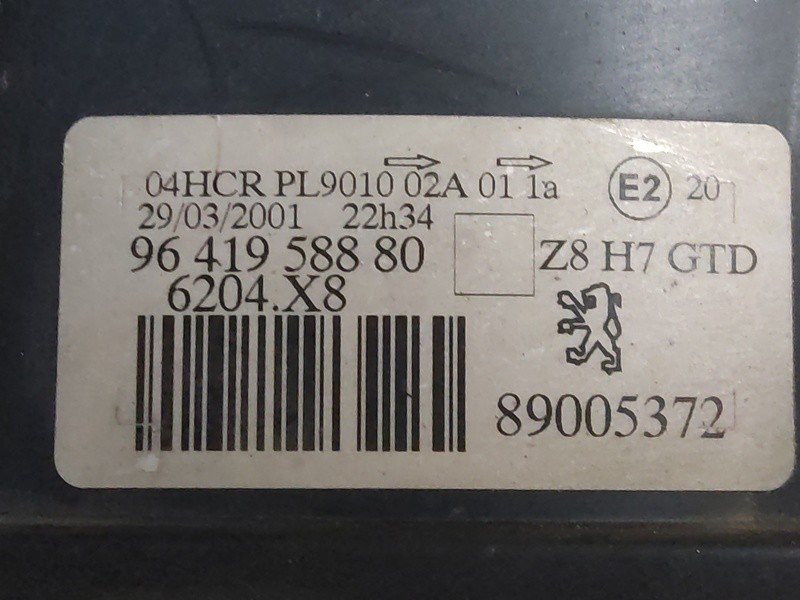 04HCR PL9010 02A 01 1a E2 20
29/03/2001 22h34
96 419 588 80 Z8 H7 GTD
6204.X8
89005372